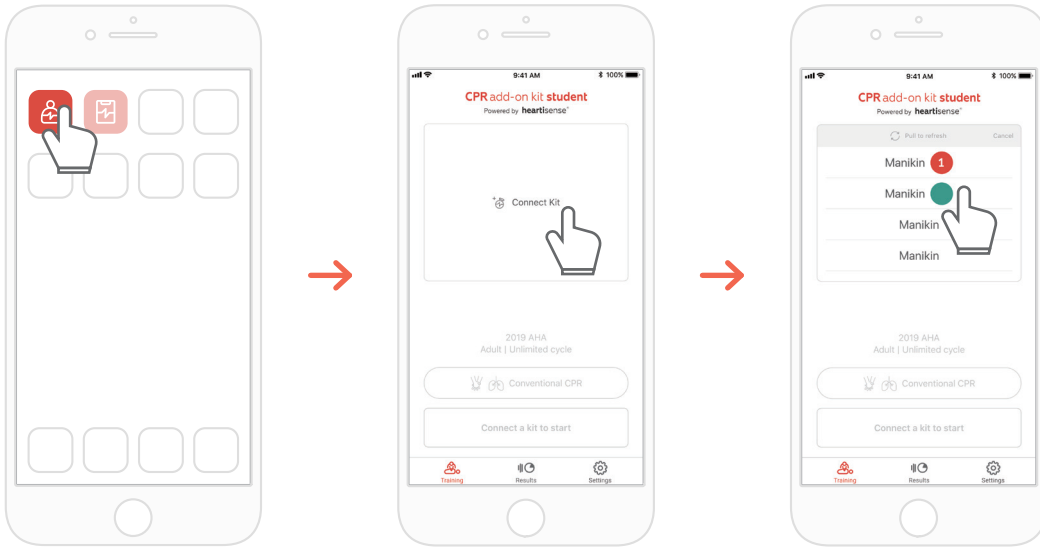 9:41 AM
100%
CPR add-on kit student
Powered by heartisense
Connect Kit
2019 AHA
Adult | Unlimited cycle
Conventional CPR
Connect a kit to start
Training Results Settings
9:41 AM
100%
CPR add-on kit student
Powered by heartisense
Pull to refresh Cancel
Manikin 1
Manikin
Manikin
Manikin
2019 AHA
Adult | Unlimited cycle
Conventional CPR
Connect a kit to start
Training Results Settings